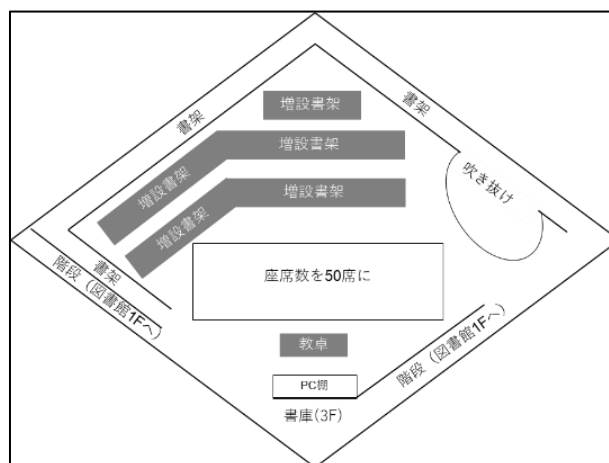 増設書架
書架
書架
増設書架
増設書架
吹き抜け
増設書架
増設書架
書架
階段（図書館1Fへ）
座席数を50席に
教卓
階段（図書館1Fへ）
PC棚
書庫(3F)